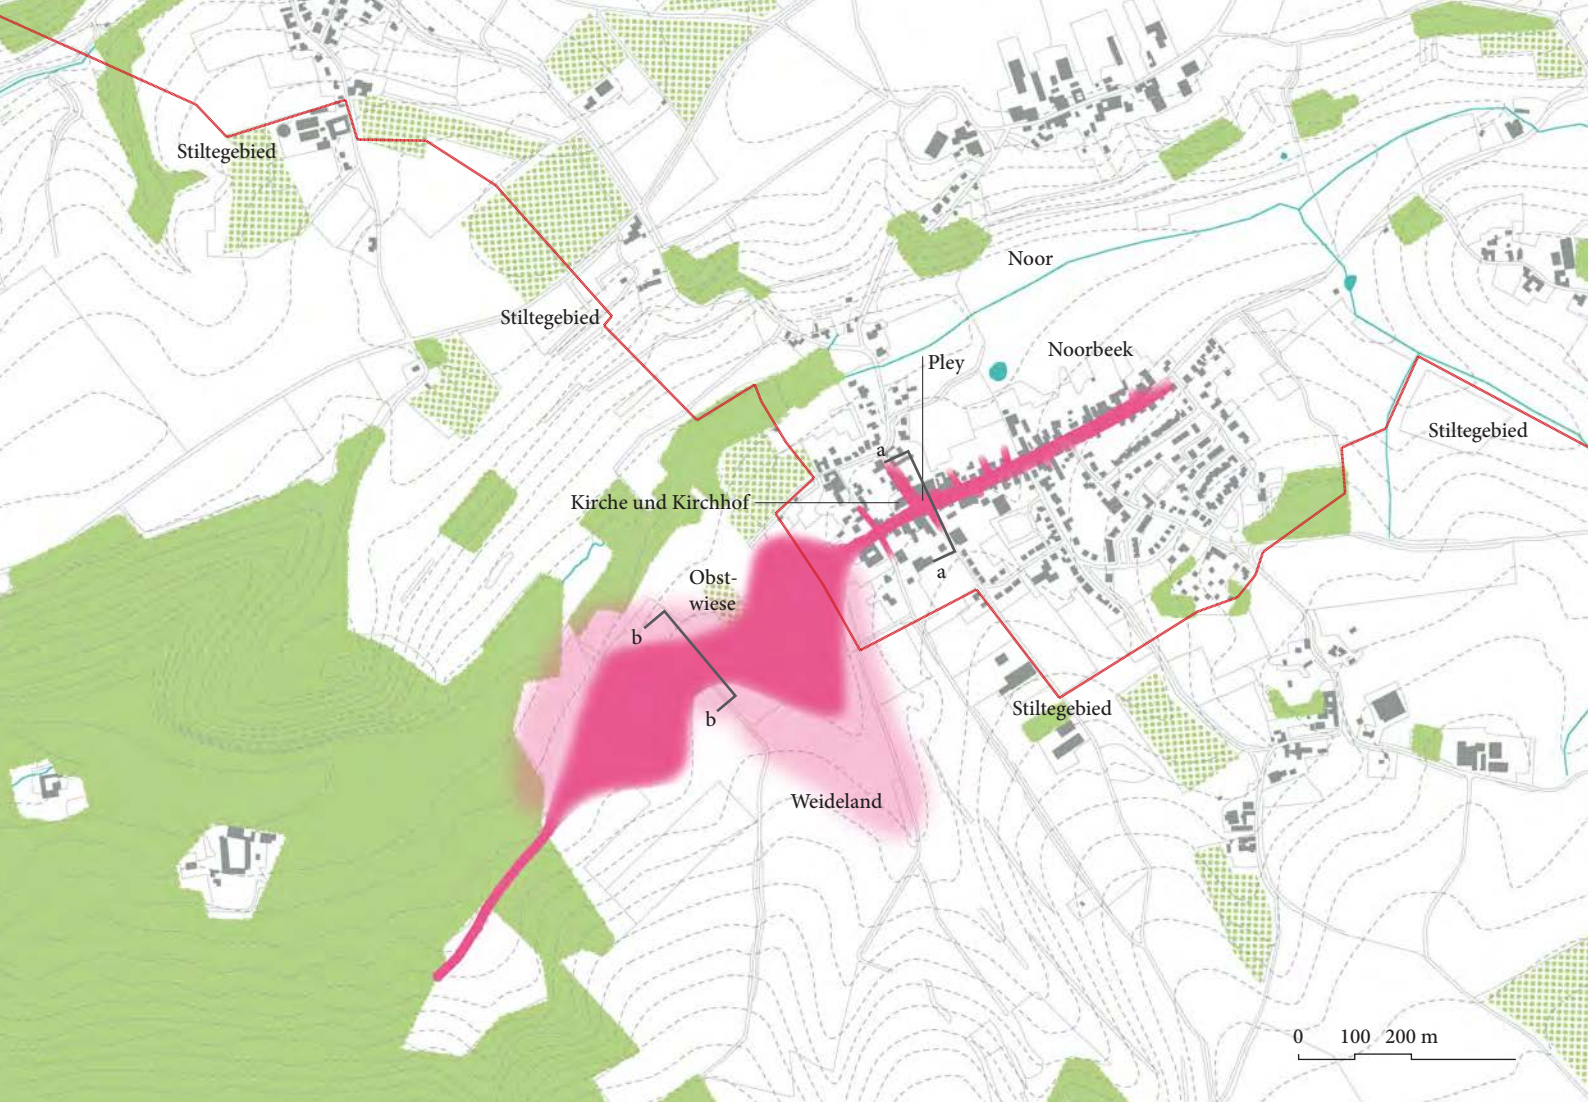 Stiltegebied
Noor
Stiltegebied
Noorbeek
Pley
Stiltegebied
a
Kirche und Kirchhof
a
Obst-
wiese
b
b
Stiltegebied
Weideland
0 100 200 m